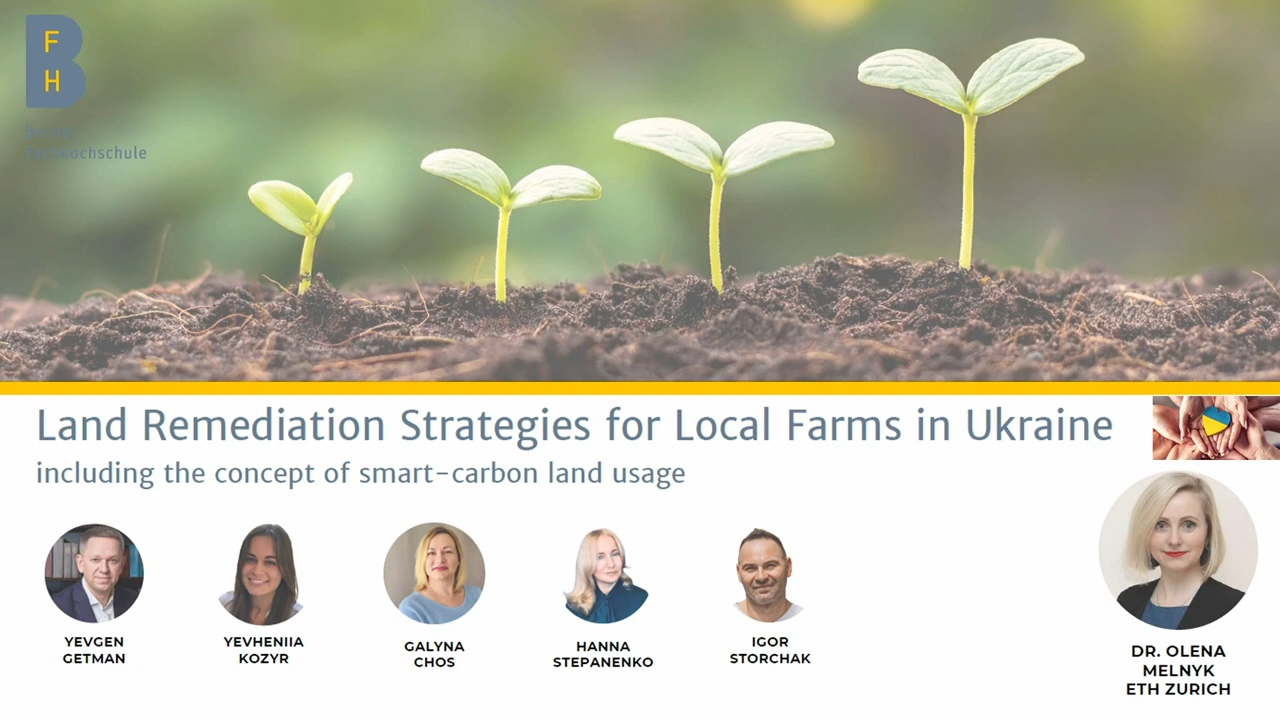 F
H
Berner
Fachhochschule
Land Remediation Strategies for Local Farms in Ukraine
including the concept of smart-carbon land usage
YEVGEN
GETMAN
YEVHENIIA
KOZYR
GALYNA
CHOS
HANNA
STEPANENKO
IGOR
STORCHAK
DR. OLENA
MELNYK
ETH ZURICH